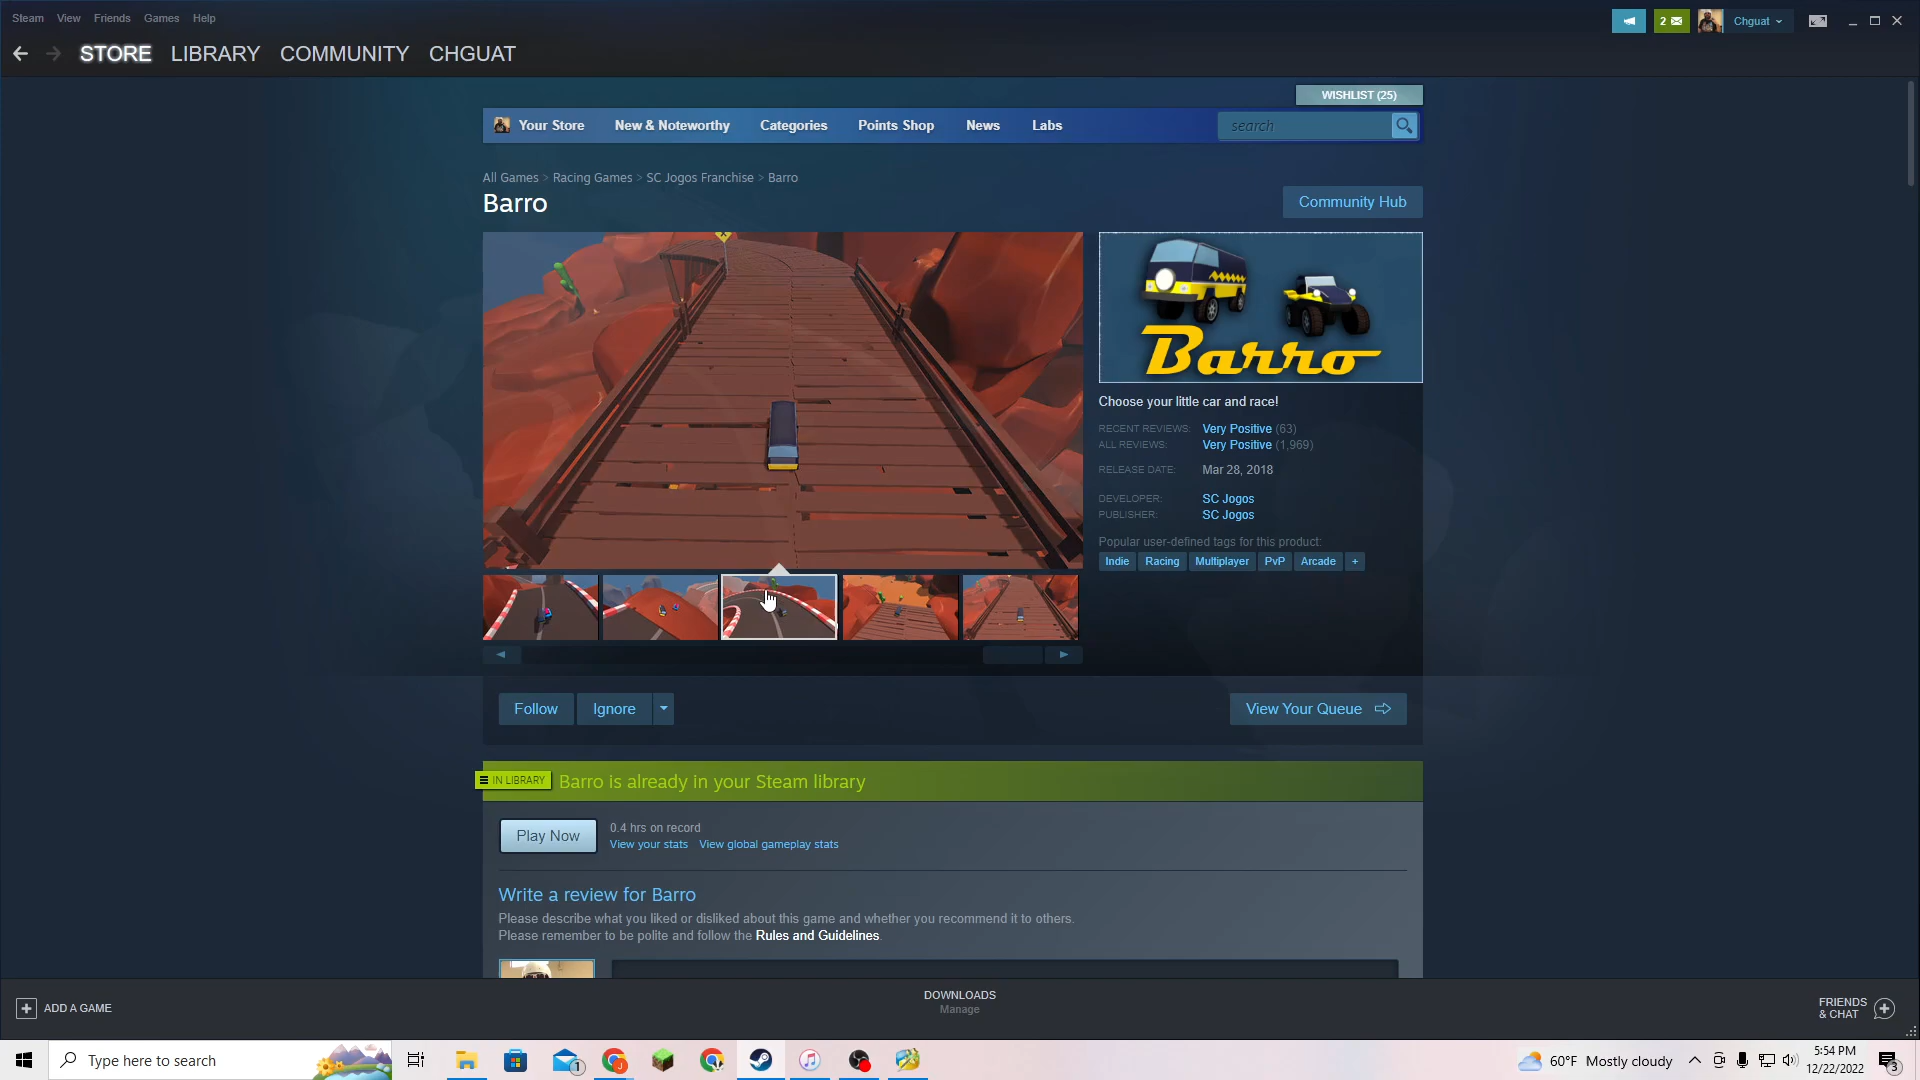 Steam View Friends Games Help
2 Chguat
STORE LIBRARY COMMUNITY CHGUAT
WISHLIST (25)
Your Store New & Noteworthy Categories Points Shop News Labs search
All Games > Racing Games > SC Jogos Franchise > Barro
Barro
Community Hub
Barro
Choose your little car and race!
RECENT REVIEWS: Very Positive (63)
ALL REVIEWS: Very Positive (1,969)
RELEASE DATE: Mar 28, 2018
DEVELOPER: SC Jogos
PUBLISHER: SC Jogos
Popular user-defined tags for this product:
Indie Racing Multiplayer PvP Arcade +
Follow Ignore View Your Queue
IN LIBRARY Barro is already in your Steam library
Play Now
0.4 hrs on record
View your stats View global gameplay stats
Write a review for Barro
Please describe what you liked or disliked about this game and whether you recommend it to others.
Please remember to be polite and follow the Rules and Guidelines.
ADD A GAME
DOWNLOADS
Manage
FRIENDS
& CHAT
Type here to search
1
60°F Mostly cloudy
5:54 PM
12/22/2022
3